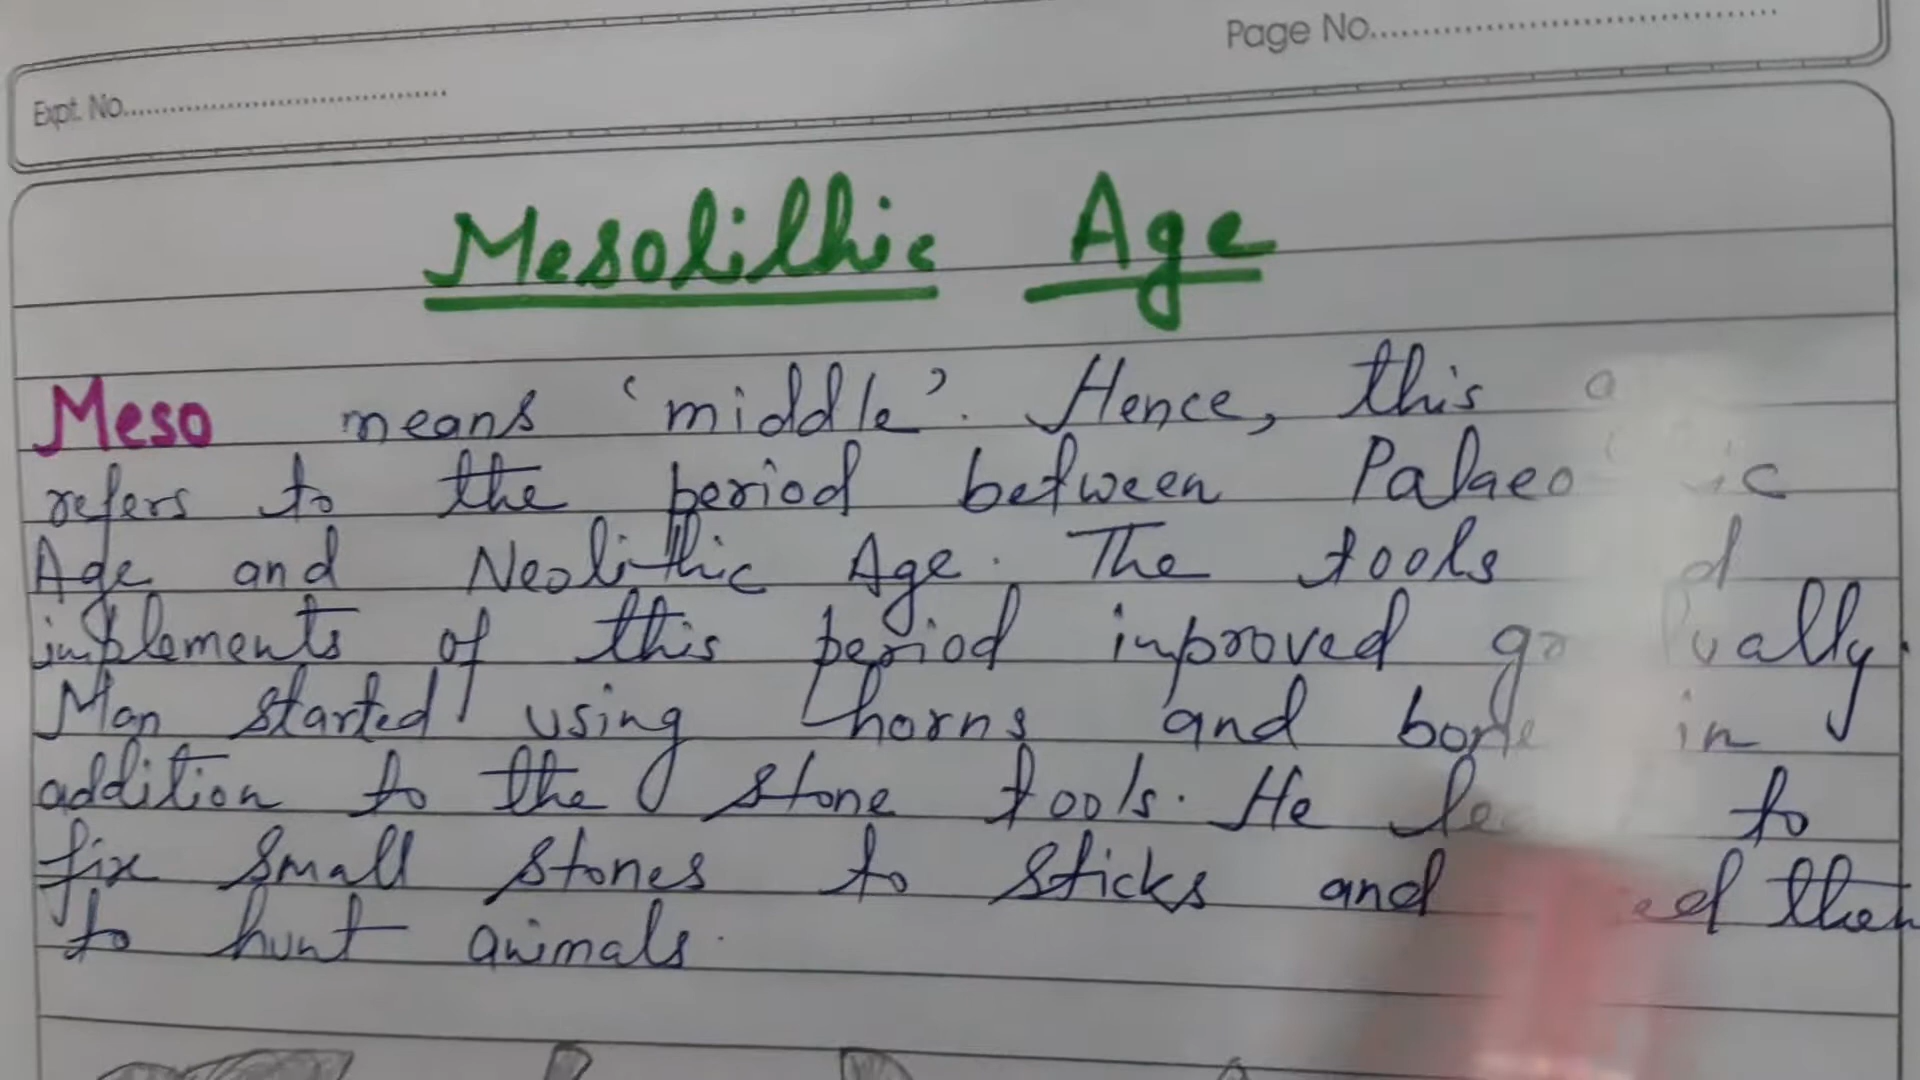 Page No.
Expt. No.
Mesolithic Age
Meso means 'middle'. Hence, this
refers to the period between
Age and Neolithic Age. The tools
implements of this period improved
Man started using horns and in
addition to the stone tools. He to
fix small stones to sticks and
to hunt animals.